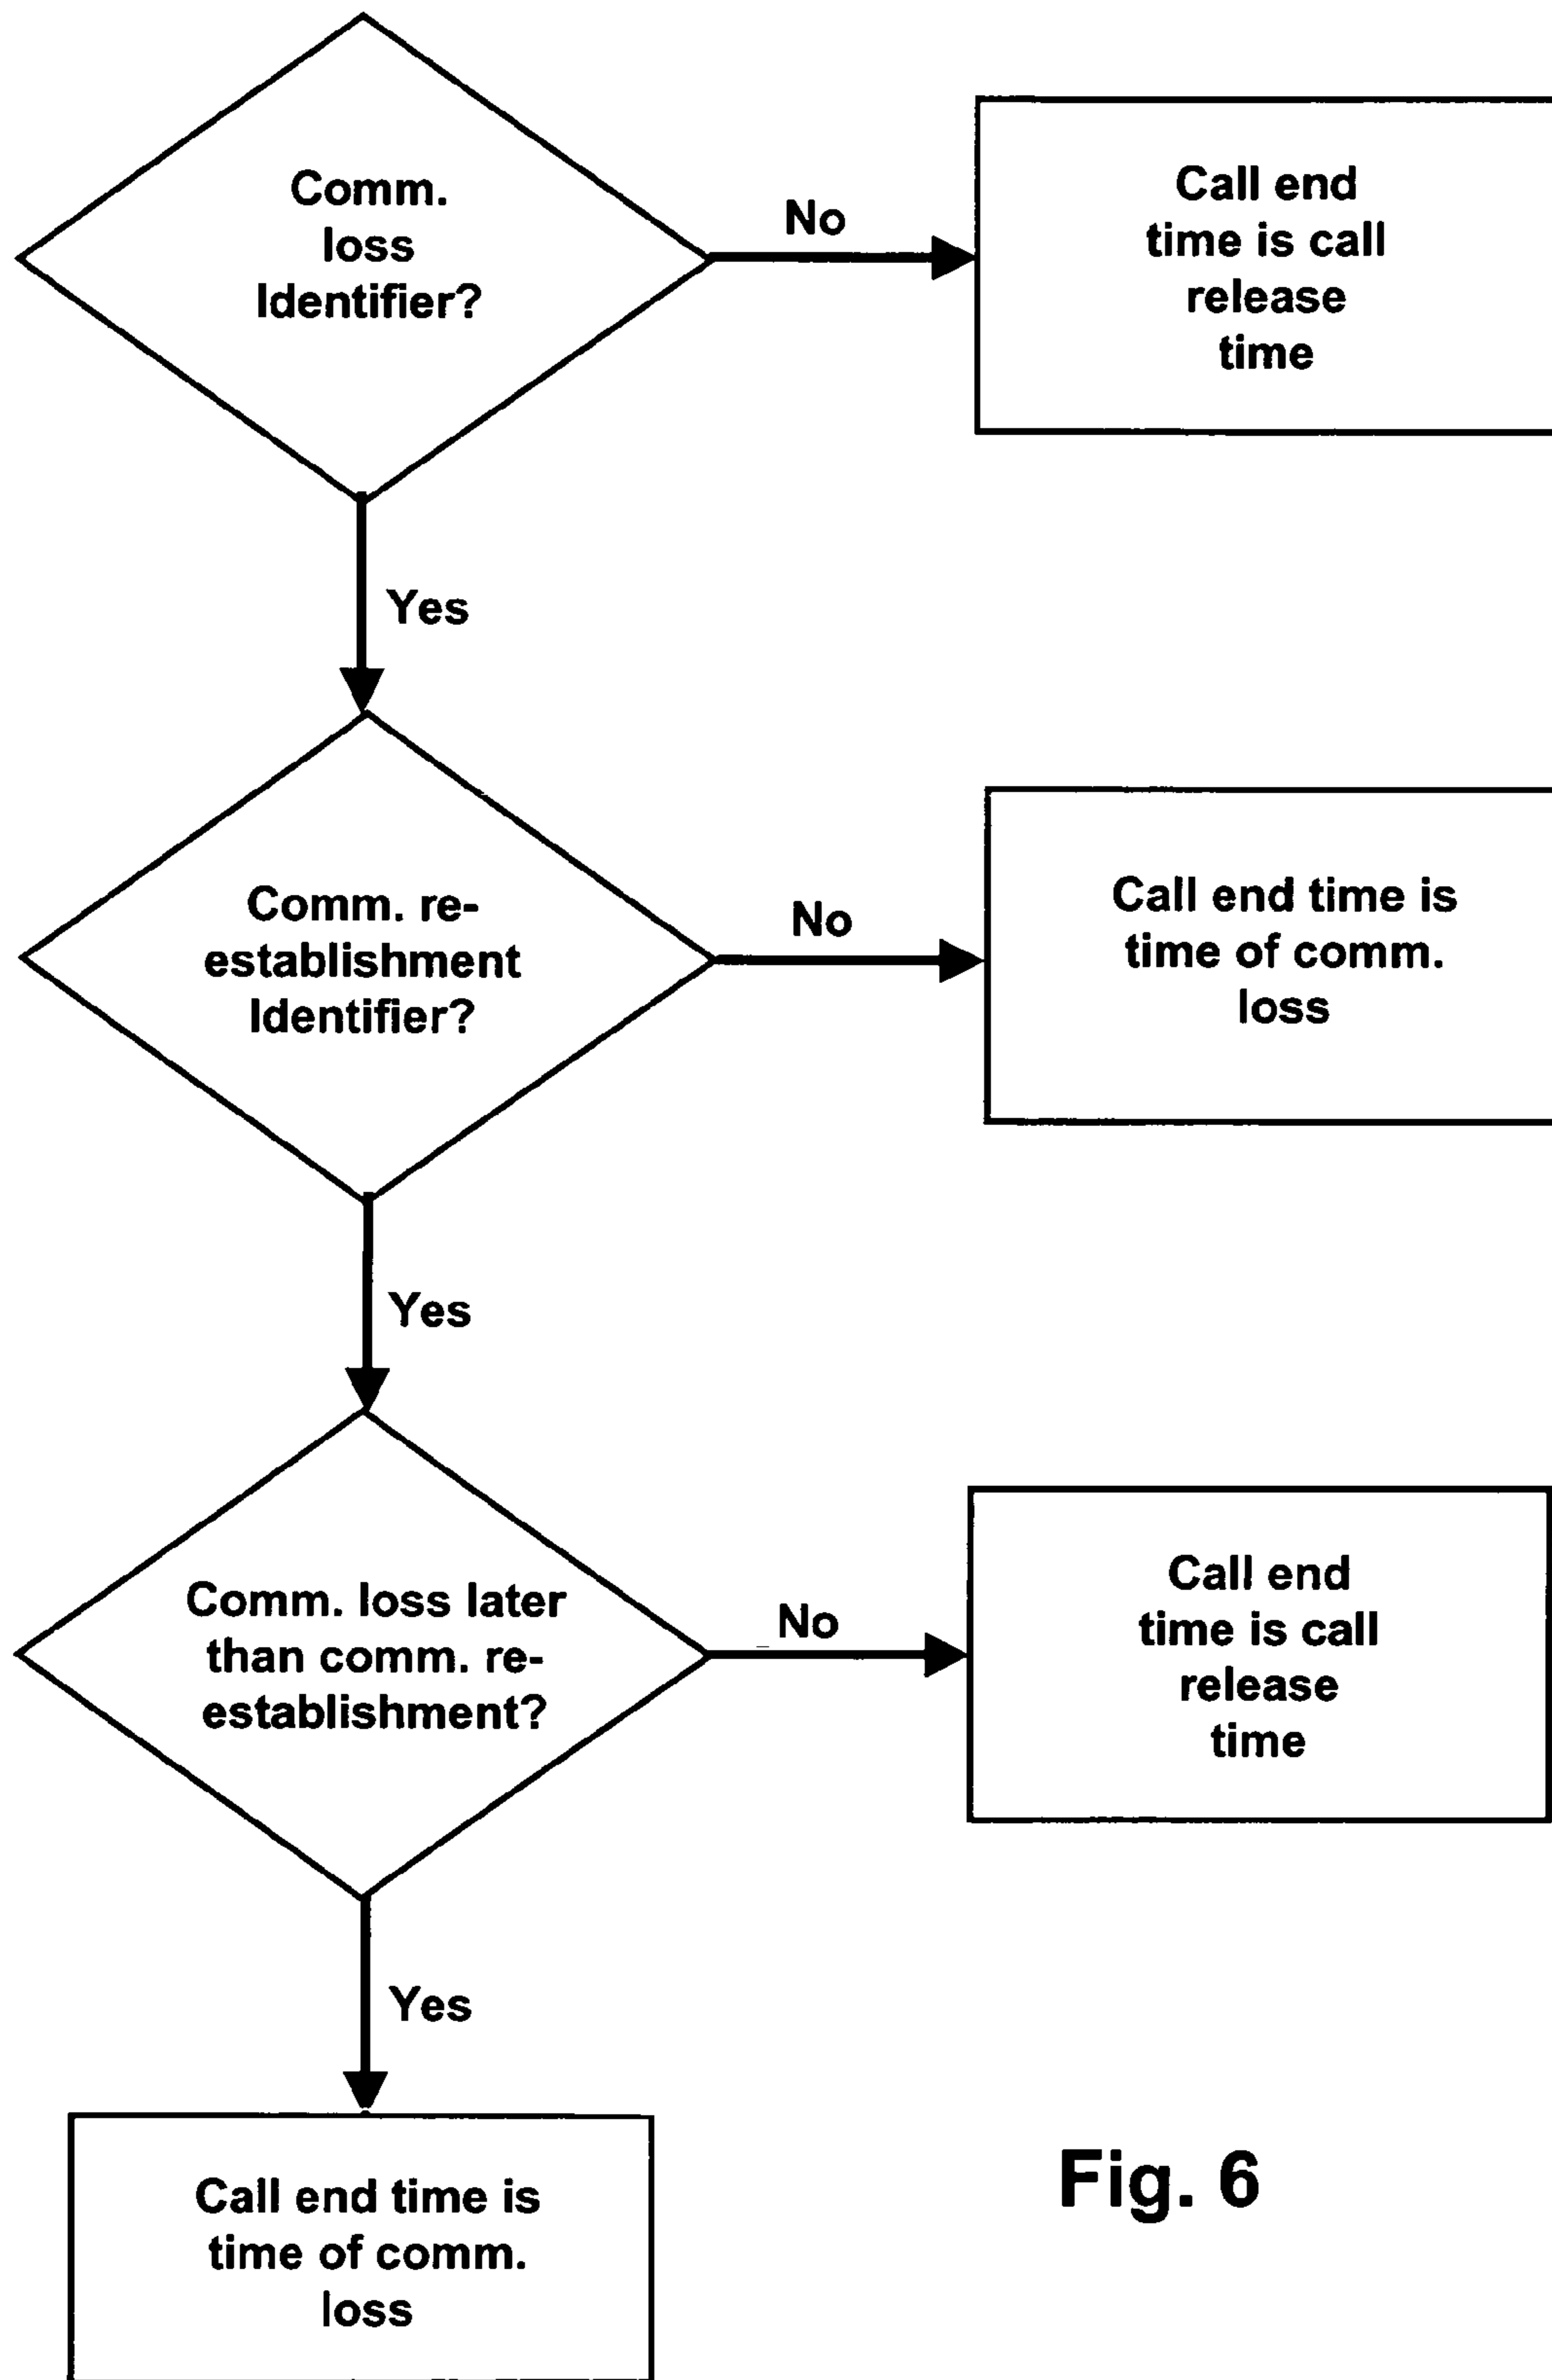 Comm.
loss
Identifier?
No
Call end
time is call
release
time
Yes
Comm. re-
establishment
Identifier?
No
Call end time is
time of comm.
loss
Yes
Comm. loss later
than comm. re-
establishment?
No
Call end
time is call
release
time
Yes
Call end time is
time of comm.
loss
Fig. 6